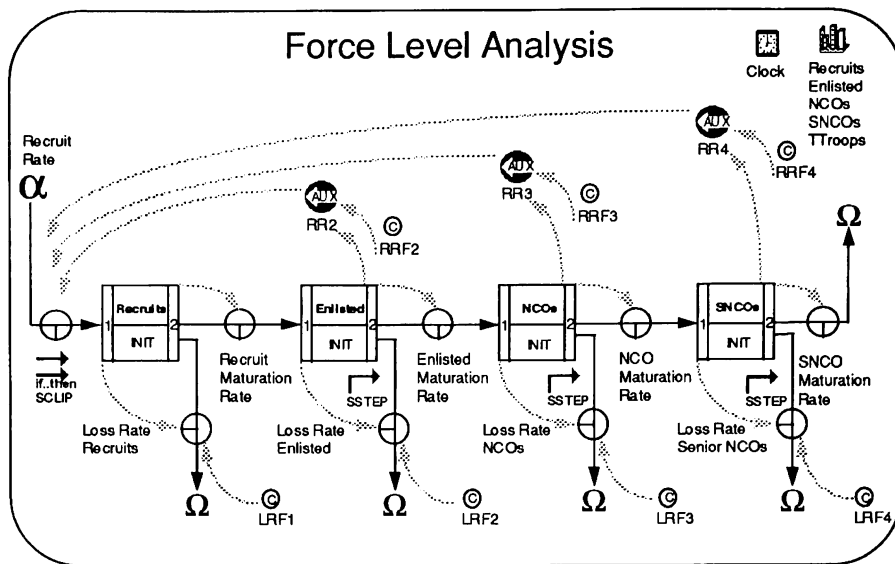 Force Level Analysis
Clock
Recruits
Enlisted
NCOs
SNCOs
TTroops
Recruit
Rate
α
AUX
RR4
C
RRF4
AUX
RR3
C
RRF3
AUX
RR2
C
RRF2
Ω
1 Recruits 2
INIT
1 Enlisted 2
INIT
1 NCOs 2
INIT
1 SNCOs 2
INIT
if..then
SCLIP
Recruit
Maturation
Rate
SSTEP
Enlisted
Maturation
Rate
SSTEP
NCO
Maturation
Rate
SSTEP
SNCO
Maturation
Rate
Loss Rate
Recruits
Loss Rate
Enlisted
Loss Rate
NCOs
Loss Rate
Senior NCOs
Ω
C
LRF1
Ω
C
LRF2
Ω
C
LRF3
Ω
C
LRF4